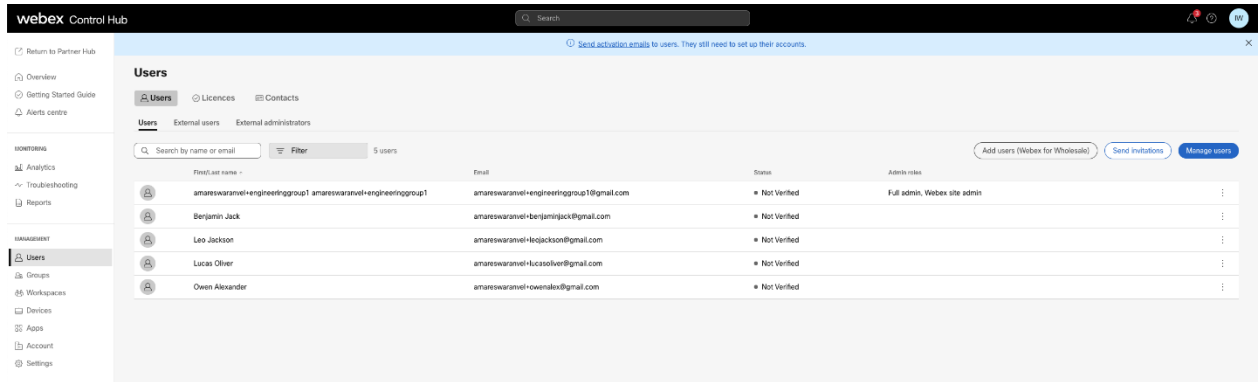 webex Control Hub
Search
3
IW
Return to Partner Hub
Send activation emails to users. They still need to set up their accounts.
Overview
Getting Started Guide
Alerts centre
MONITORING
Analytics
Troubleshooting
Reports
MANAGEMENT
Users
Groups
Workspaces
Devices
Apps
Account
Settings
Users
Users Licences Contacts
Users External users External administrators
Search by name or email Filter 5 users Add users (Webex for Wholesale) Send invitations Manage users
First/Last name Email Status Admin roles
amareswaranvel+engineeringgroup1 amareswaranvel+engineeringgroup1 amareswaranvel+engineeringgroup1@gmail.com Not Verified Full admin, Webex site admin
Benjamin Jack amareswaranvel+benjaminjack@gmail.com Not Verified
Leo Jackson amareswaranvel+leojackson@gmail.com Not Verified
Lucas Oliver amareswaranvel+lucasoliver@gmail.com Not Verified
Owen Alexander amareswaranvel+owenalex@gmail.com Not Verified